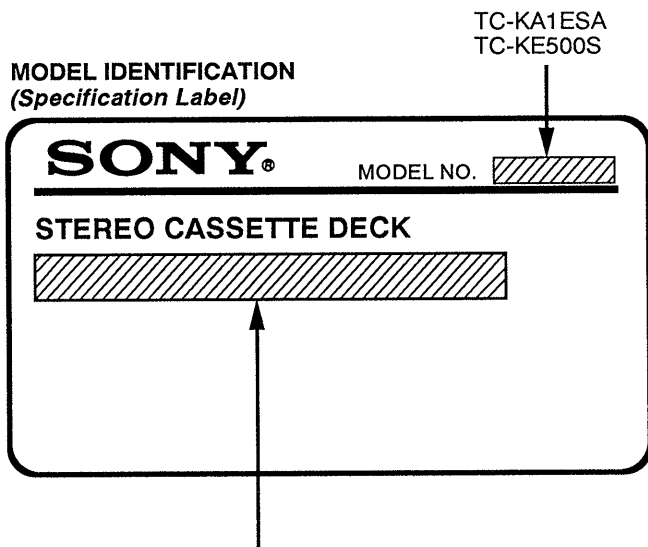 TC-KA1ESA
TC-KE500S
MODEL IDENTIFICATION
(Specification Label)
SONY®
MODEL NO.
STEREO CASSETTE DECK